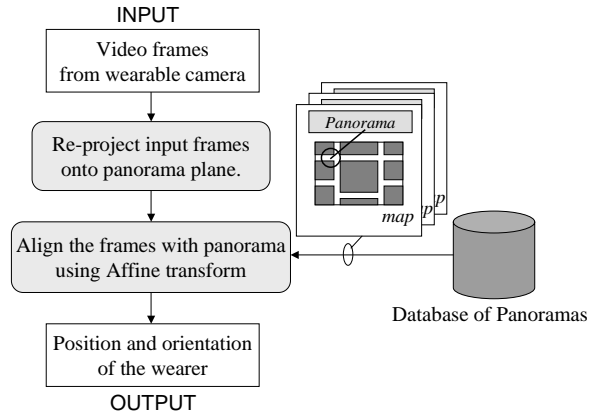 INPUT
Video frames
from wearable camera
Re-project input frames
onto panorama plane.
Align the frames with panorama
using Affine transform
Position and orientation
of the wearer
OUTPUT
Panorama
map
Database of Panoramas